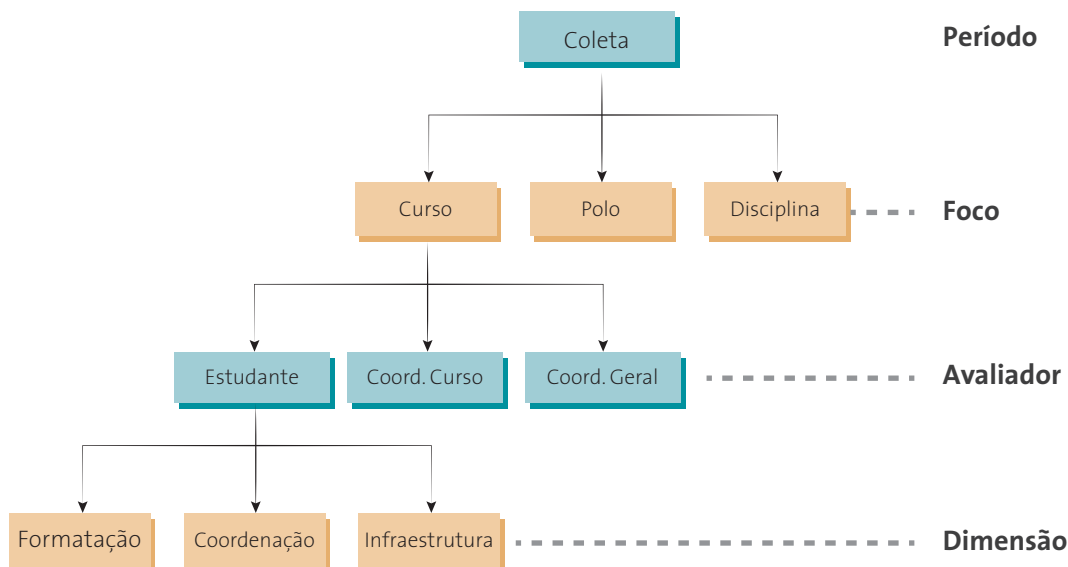 Coleta
Período
Curso
Polo
Disciplina
Foco
Estudante
Coord. Curso
Coord. Geral
Avaliador
Formatação
Coordenação
Infraestrutura
Dimensão